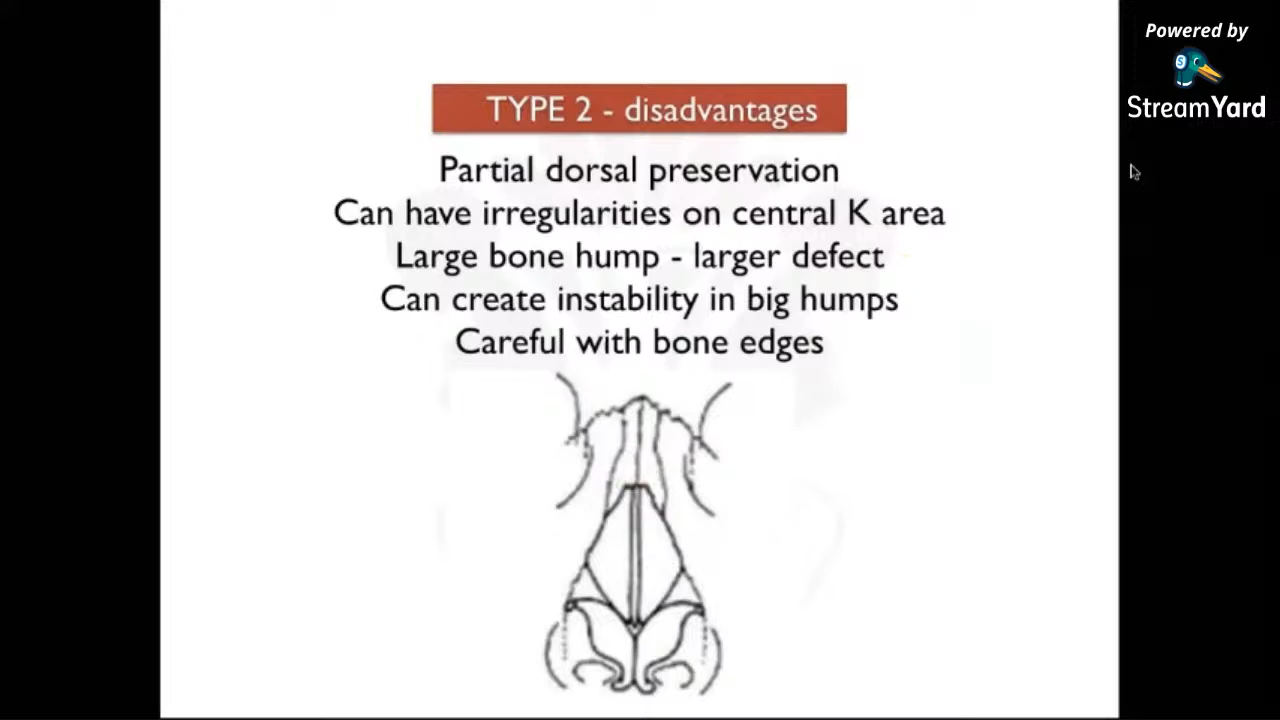 Powered by
StreamYard
TYPE 2 - disadvantages
Partial dorsal preservation
Can have irregularities on central K area
Large bone hump - larger defect
Can create instability in big humps
Careful with bone edges